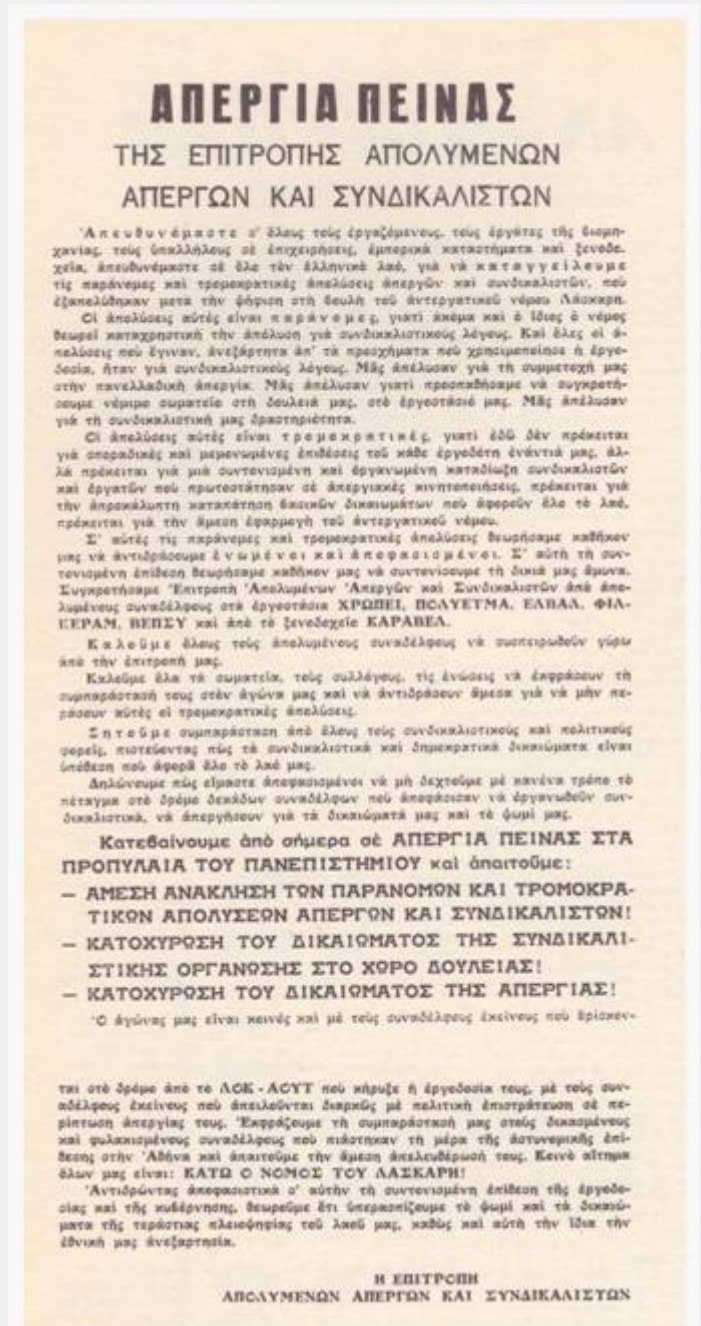 ΑΠΕΡΓΙΑ ΠΕΙΝΑΣ
ΤΗΣ ΕΠΙΤΡΟΠΗΣ ΑΠΟΛΥΜΕΝΩΝ
ΑΠΕΡΓΩΝ ΚΑΙ ΣΥΝΔΙΚΑΛΙΣΤΩΝ
Ἀπευθυνόμαστε σ' ὅλους τούς ἐργαζόμενους, τούς ἐργάτες τῆς βιομη-
χανίας, τούς ὑπαλλήλους σέ ἐπιχειρήσεις, ἐμπορικά καταστήματα καί ξενοδο.
χεῖα, ἀπευθυνόμαστε σέ ὅλο τόν ἑλληνικό λαό, γιά νά καταγγείλουμε
τίς παράνομες καί τρομοκρατικές ἀπολύσεις ἀπεργῶν καί συνδικαλιστῶν, πού
ἐξαπολύθηκαν μετά τήν ψήφιση στή βουλή τοῦ ἀντεργατικοῦ νόμου Λάσκαρη.
Οἱ ἀπολύσεις αὐτές εἶναι παράνομες, γιατί ἀκόμα καί ὁ ἴδιος ὁ νόμος
θεωρεῖ καταχρηστική τήν ἀπόλυση γιά συνδικαλιστικούς λόγους. Καί ὅλες οἱ ἀ-
πολύσεις πού ἔγιναν, ἀνεξάρτητα ἀπ' τά προσχήματα πού χρησιμοποίησε ἡ ἐργο-
δοσία, ἦταν γιά συνδικαλιστικούς λόγους. Μᾶς ἀπέλυσαν γιά τή συμμετοχή μας
στήν πανελλαδική ἀπεργία. Μᾶς ἀπέλυσαν γιατί προσπαθήσαμε νά συγκροτή-
σουμε νόμιμο σωματεῖο στή δουλειά μας, στό ἐργοστάσιό μας. Μᾶς ἀπέλυσαν
γιά τή συνδικαλιστική μας δραστηριότητα.
Οἱ ἀπολύσεις αὐτές εἶναι τρομοκρατικές, γιατί ἐδῶ δέν πρόκειται
γιά σποραδικές καί μεμονωμένες ἐπιθέσεις τοῦ κάθε ἐργοδότη ἐνάντιά μας, ἀλ-
λά πρόκειται γιά μιά συντονισμένη καί ὀργανωμένη καταδίωξη συνδικαλιστῶν
καί ἐργατῶν πού πρωτοστάτησαν σέ ἀπεργιακές κινητοποιήσεις, πρόκειται γιά
τήν ἀπροκάλυπτη καταπάτηση βασικῶν δικαιωμάτων πού ἀφοροῦν ὅλο τό λαό,
πρόκειται γιά τήν ἄμεση ἐφαρμογή τοῦ ἀντεργατικοῦ νόμου.
Σ' αὐτές τίς παράνομες καί τρομοκρατικές ἀπολύσεις θεωρήσαμε καθῆκον
μας νά ἀντιδράσουμε ἑνωμένοι καί ἀποφασισμένοι. Σ' αὐτή τή συν-
τονισμένη ἐπίθεση θεωρήσαμε καθῆκον μας νά συντονίσουμε τή δικιά μας ἄμυνα.
Συγκροτήσαμε Ἐπιτροπή Ἀπολυμένων Ἀπεργῶν καί Συνδικαλιστῶν ἀπό ἀπο-
λυμένους συναδέλφους στά ἐργοστάσια ΧΡΩΠΕΙ, ΠΟΛΥΕΤΜΑ, ΕΛΒΑΛ, ΦΙΛ-
ΚΕΡΑΜ, ΒΕΠΣΥ καί ἀπό τό ξενοδοχεῖο ΚΑΡΑΒΕΛ.
Καλοῦμε ὅλους τούς ἀπολυμένους συναδέλφους νά συσπειρωθοῦν γύρω
ἀπό τήν ἐπιτροπή μας.
Καλοῦμε ὅλα τά σωματεῖα, τούς συλλόγους, τίς ἑνώσεις νά ἐκφράσουν τή
συμπαράστασή τους στόν ἀγώνα μας καί νά ἀντιδράσουν ἄμεσα γιά νά μήν πε-
ράσουν αὐτές οἱ τρομοκρατικές ἀπολύσεις.
Ζητοῦμε συμπαράσταση ἀπό ὅλους τούς συνδικαλιστικούς καί πολιτικούς
φορεῖς, πιστεύοντας πώς τά συνδικαλιστικά καί δημοκρατικά δικαιώματα εἶναι
ὑπόθεση πού ἀφορᾶ ὅλο τό λαό μας.
Δηλώνουμε πώς εἴμαστε ἀποφασισμένοι νά μή δεχτοῦμε μέ κανένα τρόπο τό
πέταγμα στό δρόμο δεκάδων συναδέλφων πού ἀποφάσισαν νά ὀργανωθοῦν συν-
δικαλιστικά, νά ἀπεργήσουν γιά τά δικαιώματά μας καί τό ψωμί μας.
Κατεβαίνουμε ἀπό σήμερα σέ ΑΠΕΡΓΙΑ ΠΕΙΝΑΣ ΣΤΑ
ΠΡΟΠΥΛΑΙΑ ΤΟΥ ΠΑΝΕΠΙΣΤΗΜΙΟΥ καί ἀπαιτοῦμε:
– ΑΜΕΣΗ ΑΝΑΚΛΗΣΗ ΤΩΝ ΠΑΡΑΝΟΜΩΝ ΚΑΙ ΤΡΟΜΟΚΡΑ-
ΤΙΚΩΝ ΑΠΟΛΥΣΕΩΝ ΑΠΕΡΓΩΝ ΚΑΙ ΣΥΝΔΙΚΑΛΙΣΤΩΝ!
– ΚΑΤΟΧΥΡΩΣΗ ΤΟΥ ΔΙΚΑΙΩΜΑΤΟΣ ΤΗΣ ΣΥΝΔΙΚΑΛΙ-
ΣΤΙΚΗΣ ΟΡΓΑΝΩΣΗΣ ΣΤΟ ΧΩΡΟ ΔΟΥΛΕΙΑΣ!
– ΚΑΤΟΧΥΡΩΣΗ ΤΟΥ ΔΙΚΑΙΩΜΑΤΟΣ ΤΗΣ ΑΠΕΡΓΙΑΣ!
Ὁ ἀγώνας μας εἶναι κοινός καί μέ τούς συναδέλφους ἐκείνους πού βρίσκον-
ται στό δρόμο ἀπό το ΛΟΚ-ΑΟΥΤ πού κήρυξε ἡ ἐργοδοσία τους, μέ τούς συν-
αδέλφους ἐκείνους πού ἀπειλοῦνται διαρκῶς μέ πολιτική ἐπιστράτευση σέ πε-
ρίπτωση ἀπεργίας τους. Ἐκφράζουμε τή συμπαράστασή μας στούς δικασμένους
καί φυλακισμένους συναδέλφους πού πιάστηκαν τή μέρα τῆς ἀστυνομικῆς ἐπί-
θεσης στήν Ἀθήνα καί ἀπαιτοῦμε τήν ἄμεση ἀπελευθέρωσή τους. Κοινό αἴτημα
ὅλων μας εἶναι: ΚΑΤΩ Ο ΝΟΜΟΣ ΤΟΥ ΛΑΣΚΑΡΗ!
Ἀντιδρώντας ἀποφασιστικά σ' αὐτήν τή συντονισμένη ἐπίθεση τῆς ἐργοδο-
σίας καί τῆς κυβέρνησης, θεωροῦμε ὅτι ὑπερασπίζουμε τό ψωμί καί τά δικαιώ-
ματα τῆς τεράστιας πλειοψηφίας τοῦ λαοῦ μας, καθώς καί αὐτή τήν ἴδια τήν
ἐθνική μας ἀνεξαρτησία.
Η ΕΠΙΤΡΟΠΗ
ΑΠΟΛΥΜΕΝΩΝ ΑΠΕΡΓΩΝ ΚΑΙ ΣΥΝΔΙΚΑΛΙΣΤΩΝ